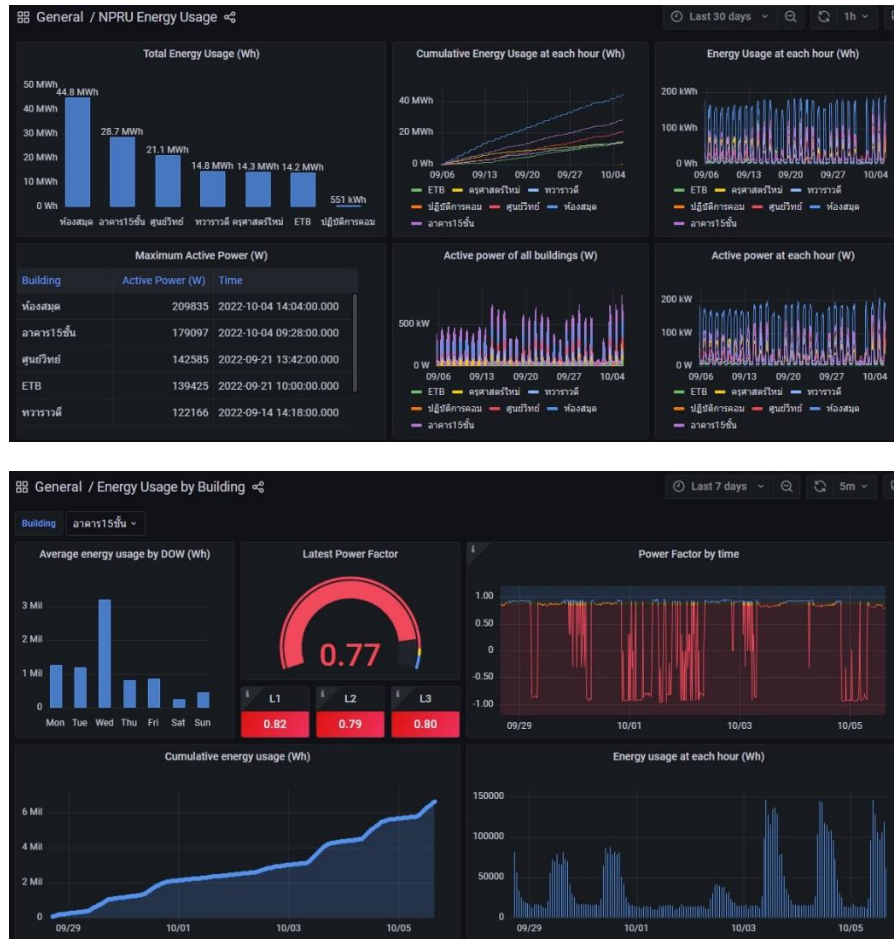 General / NPRU Energy Usage
Last 30 days
1h
Total Energy Usage (Wh)
50 MWh
40 MWh
30 MWh
20 MWh
10 MWh
0 Wh
44.8 MWh
28.7 MWh
21.1 MWh
14.8 MWh
14.3 MWh
14.2 MWh
551 kWh
ห้องสมุด อาคาร15ชั้น ศูนย์วิทย์ ทวาราวดี ครุศาสตร์ใหม่ ETB ปฏิบัติการคอม
Cumulative Energy Usage at each hour (Wh)
40 MWh
20 MWh
0 Wh
09/06 09/13 09/20 09/27 10/04
ETB ครุศาสตร์ใหม่ ทวาราวดี
ปฏิบัติการคอม ศูนย์วิทย์ ห้องสมุด
อาคาร15ชั้น
Energy Usage at each hour (Wh)
200 kWh
100 kWh
0 Wh
09/06 09/13 09/20 09/27 10/04
ETB ครุศาสตร์ใหม่ ทวาราวดี
ปฏิบัติการคอม ศูนย์วิทย์ ห้องสมุด
อาคาร15ชั้น
Maximum Active Power (W)
Building Active Power (W) Time
ห้องสมุด 209835 2022-10-04 14:04:00.000
อาคาร15ชั้น 179097 2022-10-04 09:28:00.000
ศูนย์วิทย์ 142585 2022-09-21 13:42:00.000
ETB 139425 2022-09-21 10:00:00.000
ทวาราวดี 122166 2022-09-14 14:18:00.000
Active power of all buildings (W)
500 kW
0 W
09/06 09/13 09/20 09/27 10/04
ETB ครุศาสตร์ใหม่ ทวาราวดี
ปฏิบัติการคอม ศูนย์วิทย์ ห้องสมุด
อาคาร15ชั้น
Active power at each hour (W)
200 kW
100 kW
0 W
09/06 09/13 09/20 09/27 10/04
ETB ครุศาสตร์ใหม่ ทวาราวดี
ปฏิบัติการคอม ศูนย์วิทย์ ห้องสมุด
อาคาร15ชั้น
General / Energy Usage by Building
Last 7 days
5m
Building อาคาร15ชั้น
Average energy usage by DOW (Wh)
3 Mil
2 Mil
1 Mil
0
Mon Tue Wed Thu Fri Sat Sun
Latest Power Factor
0.77
L1 L2 L3
0.82 0.79 0.80
Power Factor by time
1.00
0.50
0
-0.50
-1.00
09/29 10/01 10/03 10/05
Cumulative energy usage (Wh)
6 Mil
4 Mil
2 Mil
0
09/29 10/01 10/03 10/05
Energy usage at each hour (Wh)
150000
100000
50000
0
09/29 10/01 10/03 10/05